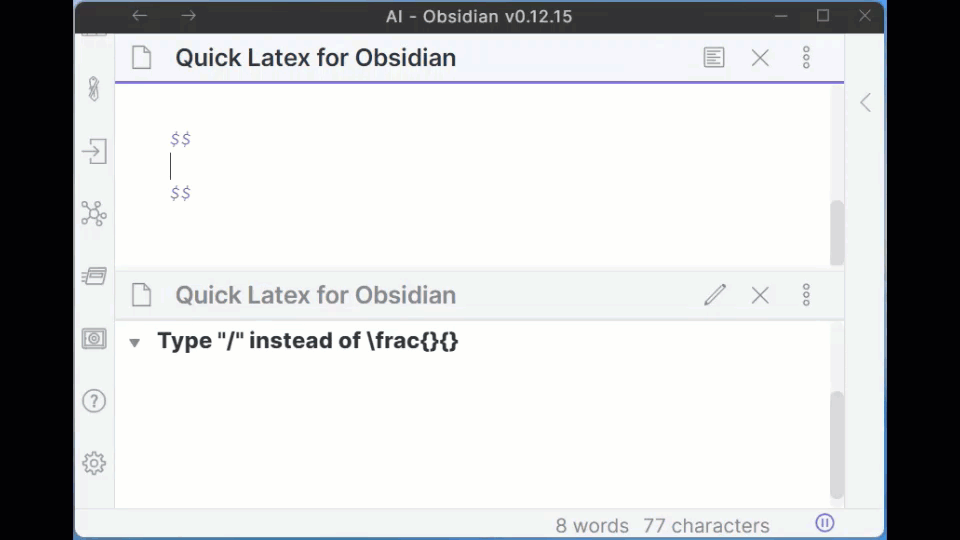 AI - Obsidian v0.12.15
Quick Latex for Obsidian
$$
$$
Quick Latex for Obsidian
Type "/" instead of \frac{}{}
8 words 77 characters